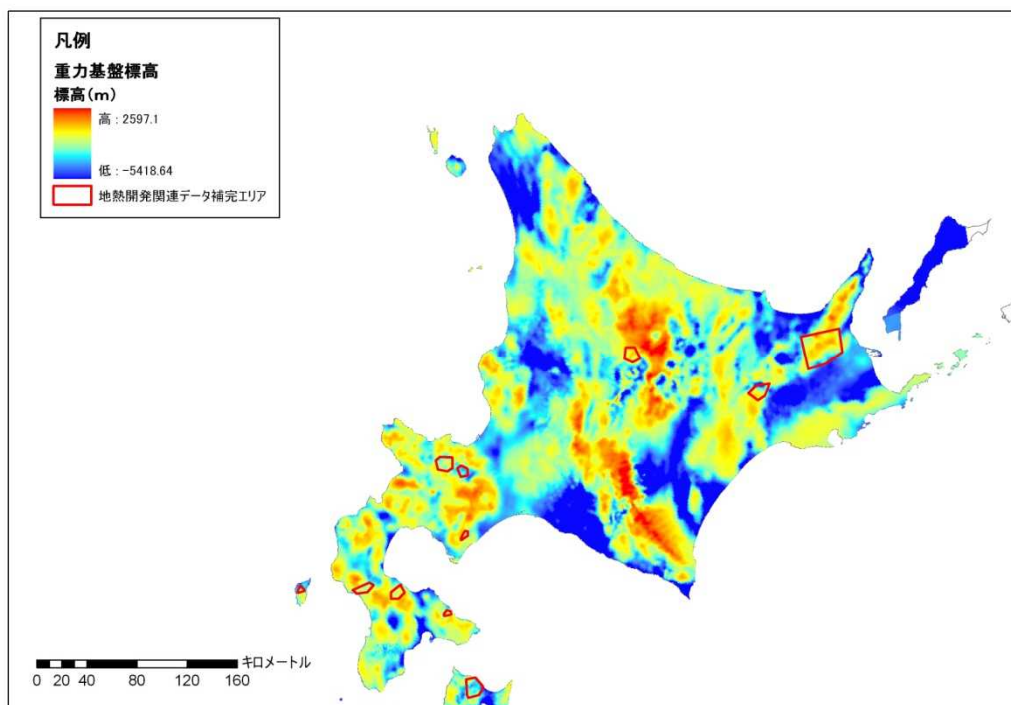 凡例
重力基盤標高
標高(m)
高 : 2597.1
低 : -5418.64
地熱開発関連データ補完エリア
キロメートル
0 20 40 80 120 160